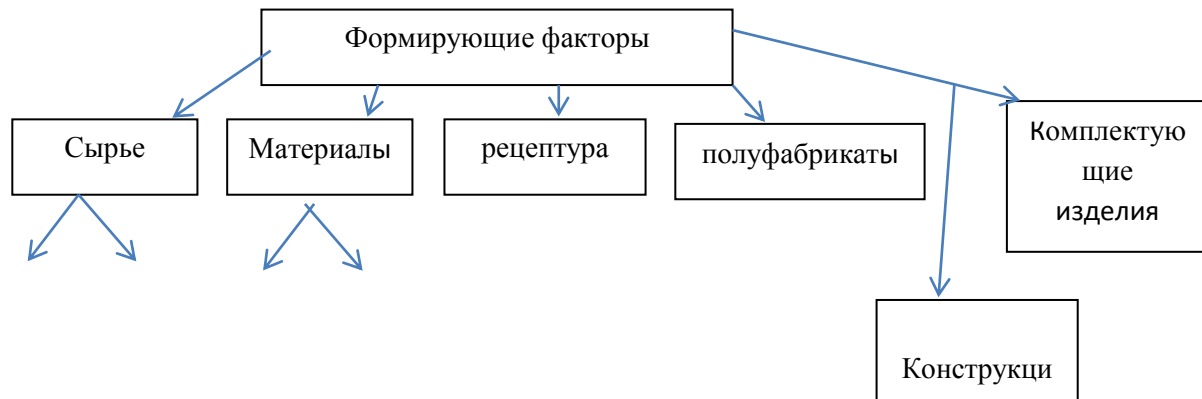 Формирующие факторы
Сырье
Материалы
рецептура
полуфабрикаты
Комплектую
щие
изделия
Конструкци